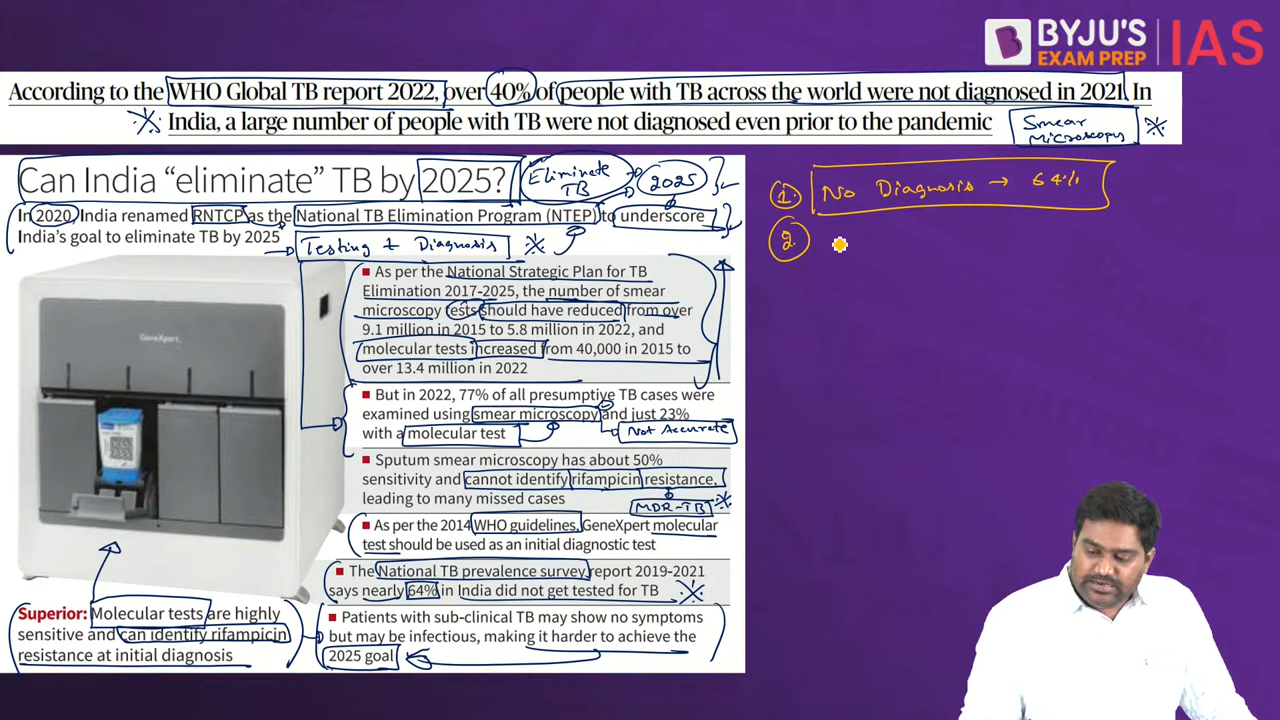 BYJU'S IAS
EXAM PREP
According to the WHO Global TB report 2022, over 40% of people with TB across the world were not diagnosed in 2021. In
India, a large number of people with TB were not diagnosed even prior to the pandemic
Smear
Microscopy
Can India “eliminate” TB by 2025?
Eliminate
TB
2025
In 2020, India renamed RNTCP as the National TB Elimination Program (NTEP) to underscore
India's goal to eliminate TB by 2025
Testing & Diagnosis
1. No Diagnosis → 64%
2.
GeneXpert
■ As per the National Strategic Plan for TB
Elimination 2017-2025, the number of smear
microscopy tests should have reduced from over
9.1 million in 2015 to 5.8 million in 2022, and
molecular tests increased from 40,000 in 2015 to
over 13.4 million in 2022
■ But in 2022, 77% of all presumptive TB cases were
examined using smear microscopy and just 23%
with a molecular test
Not Accurate
■ Sputum smear microscopy has about 50%
sensitivity and cannot identify rifampicin resistance,
leading to many missed cases
MDR-TB
■ As per the 2014 WHO guidelines, GeneXpert molecular
test should be used as an initial diagnostic test
■ The National TB prevalence survey report 2019-2021
says nearly 64% in India did not get tested for TB
Superior: Molecular tests are highly
sensitive and can identify rifampicin
resistance at initial diagnosis
■ Patients with sub-clinical TB may show no symptoms
but may be infectious, making it harder to achieve the
2025 goal